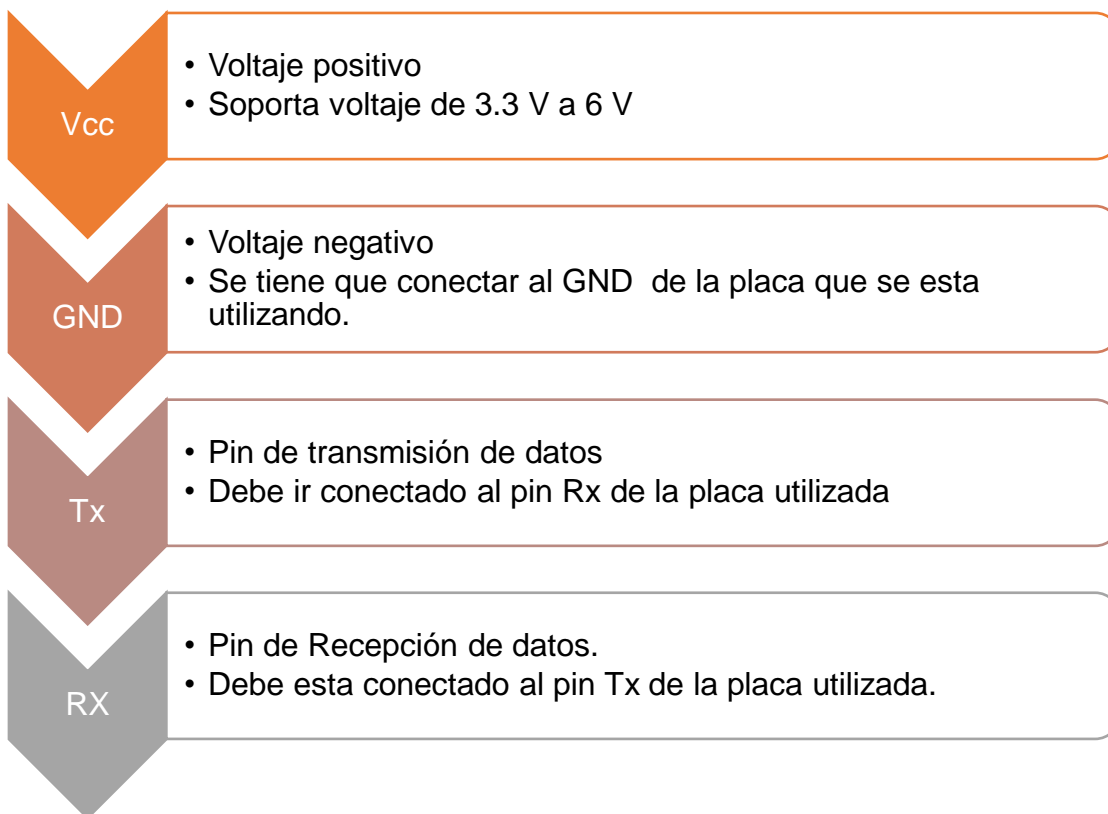 Vcc
• Voltaje positivo
• Soporta voltaje de 3.3 V a 6 V
GND
• Voltaje negativo
• Se tiene que conectar al GND  de la placa que se esta
utilizando.
Tx
• Pin de transmisión de datos
• Debe ir conectado al pin Rx de la placa utilizada
RX
• Pin de Recepción de datos.
• Debe esta conectado al pin Tx de la placa utilizada.